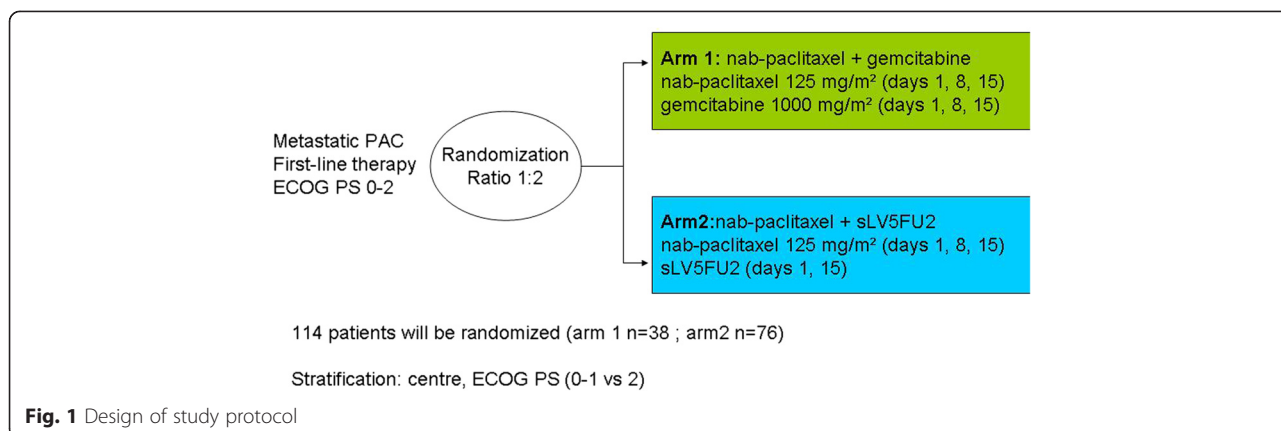 Metastatic PAC
First-line therapy
ECOG PS 0-2
Randomization
Ratio 1:2
Arm 1: nab-paclitaxel + gemcitabine
nab-paclitaxel 125 mg/m² (days 1, 8, 15)
gemcitabine 1000 mg/m² (days 1, 8, 15)
Arm2:nab-paclitaxel + sLV5FU2
nab-paclitaxel 125 mg/m² (days 1, 8, 15)
sLV5FU2 (days 1, 15)
114 patients will be randomized (arm 1 n=38 ; arm2 n=76)
Stratification: centre, ECOG PS (0-1 vs 2)
Fig. 1 Design of study protocol